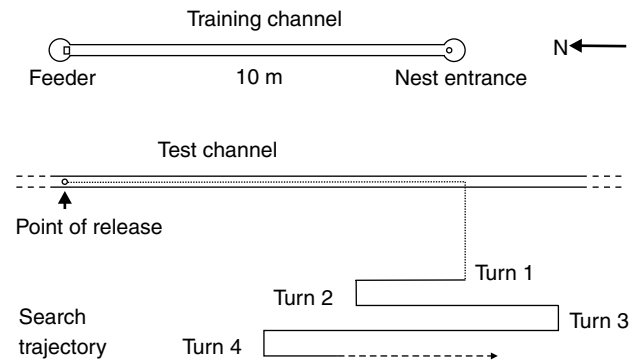 Training channel
N
Feeder
10 m
Nest entrance
Test channel
Point of release
Turn 1
Turn 2
Turn 3
Search
trajectory
Turn 4